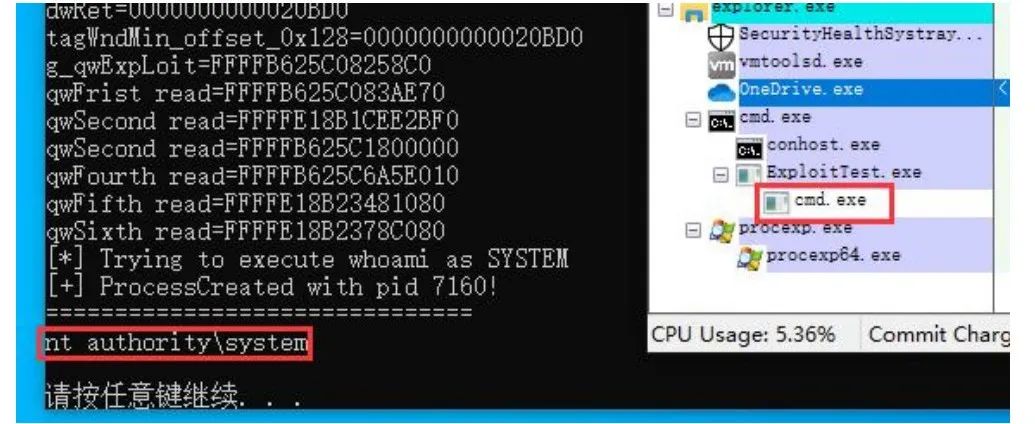 dwRet=0000000000020BD0
tagWndMin_offset_0x128=0000000000020BD0
g_qwExpLoit=FFFFB625C08258C0
qwFrist read=FFFFB625C083AE70
qwSecond read=FFFFE18B1CEE2BF0
qwSecond read=FFFFB625C1800000
qwFourth read=FFFFB625C6A5E010
qwFifth read=FFFFE18B23481080
qwSixth read=FFFFE18B2378C080
[*] Trying to execute whoami as SYSTEM
[+] ProcessCreated with pid 7160!
================================
nt authority\system
请按任意键继续. . .
explorer.exe
SecurityHealthSystray...
vm vmtoolsd.exe
OneDrive.exe
cmd.exe
conhost.exe
ExploitTest.exe
cmd.exe
procexp.exe
procexp64.exe
CPU Usage: 5.36% Commit Charg